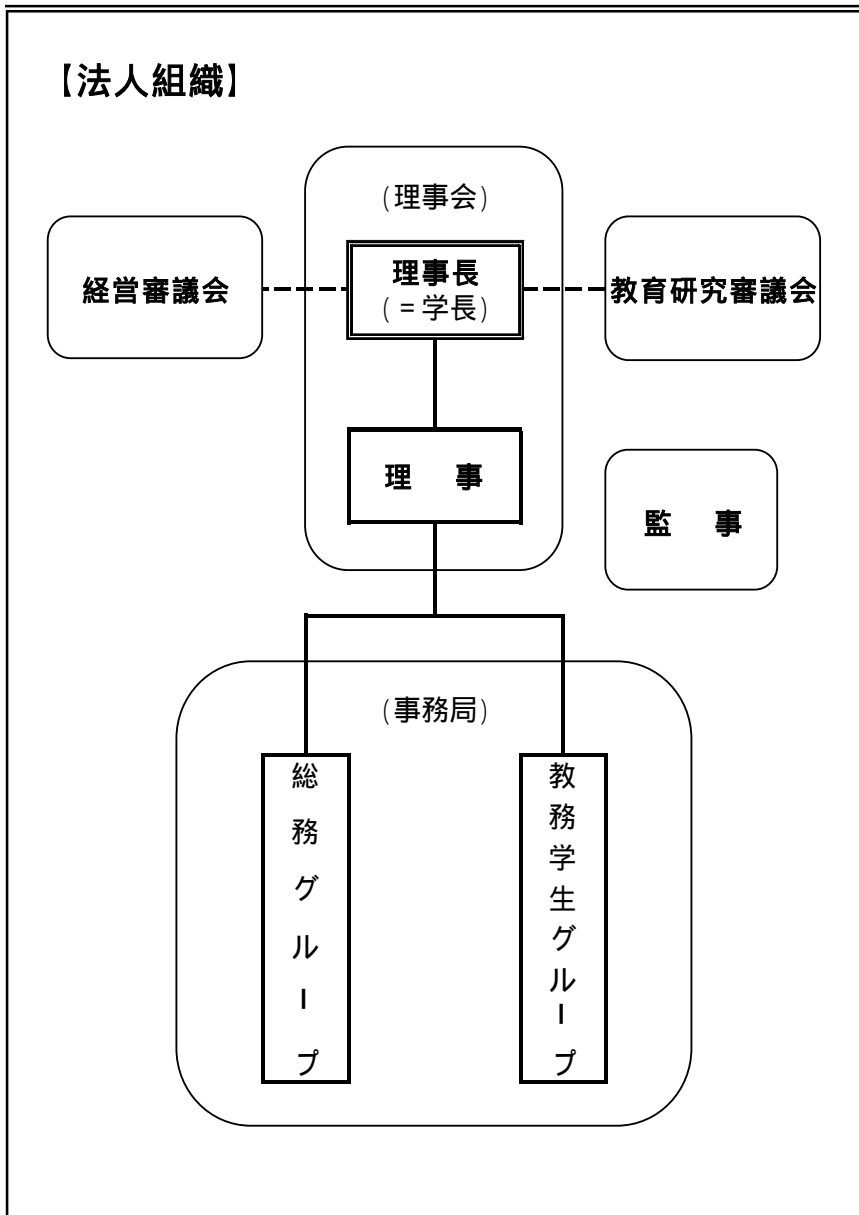 【法人組織】
(理事会)
経営審議会
理事長
(=学長)
教育研究審議会
理 事
監 事
(事務局)
総務グループ
教務学生グループ